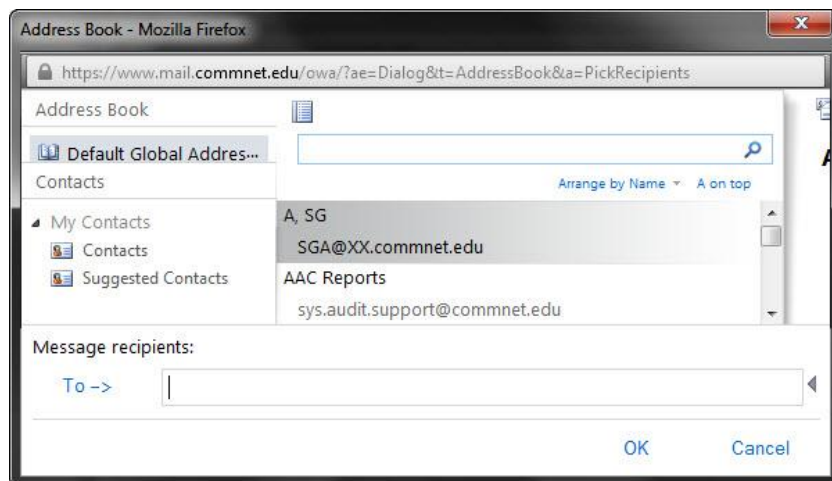 Address Book - Mozilla Firefox
https://www.mail.commnet.edu/owa/?ae=Dialog&t=AddressBook&a=PickRecipients
Address Book
Default Global Addres...
Contacts
Arrange by Name A on top
My Contacts
Contacts
Suggested Contacts
A, SG
SGA@XX.commnet.edu
AAC Reports
sys.audit.support@commnet.edu
Message recipients:
To ->
OK Cancel